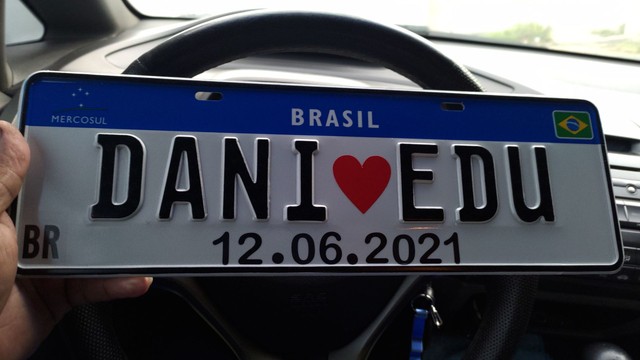 BRASIL
MERCOSUL
DANI❤EDU
BR
12.06.2021